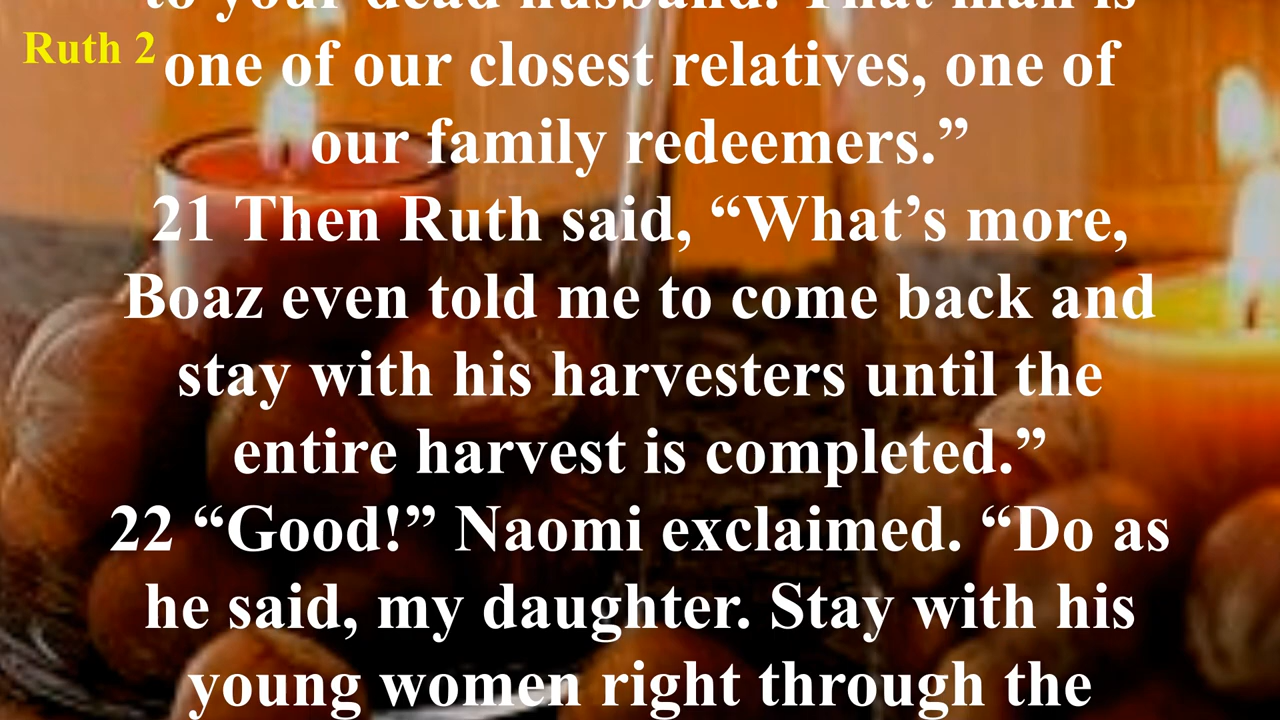 to your dead husband. That man is
Ruth 2
one of our closest relatives, one of
our family redeemers.”
21 Then Ruth said, “What’s more,
Boaz even told me to come back and
stay with his harvesters until the
entire harvest is completed.”
22 “Good!” Naomi exclaimed. “Do as
he said, my daughter. Stay with his
young women right through the